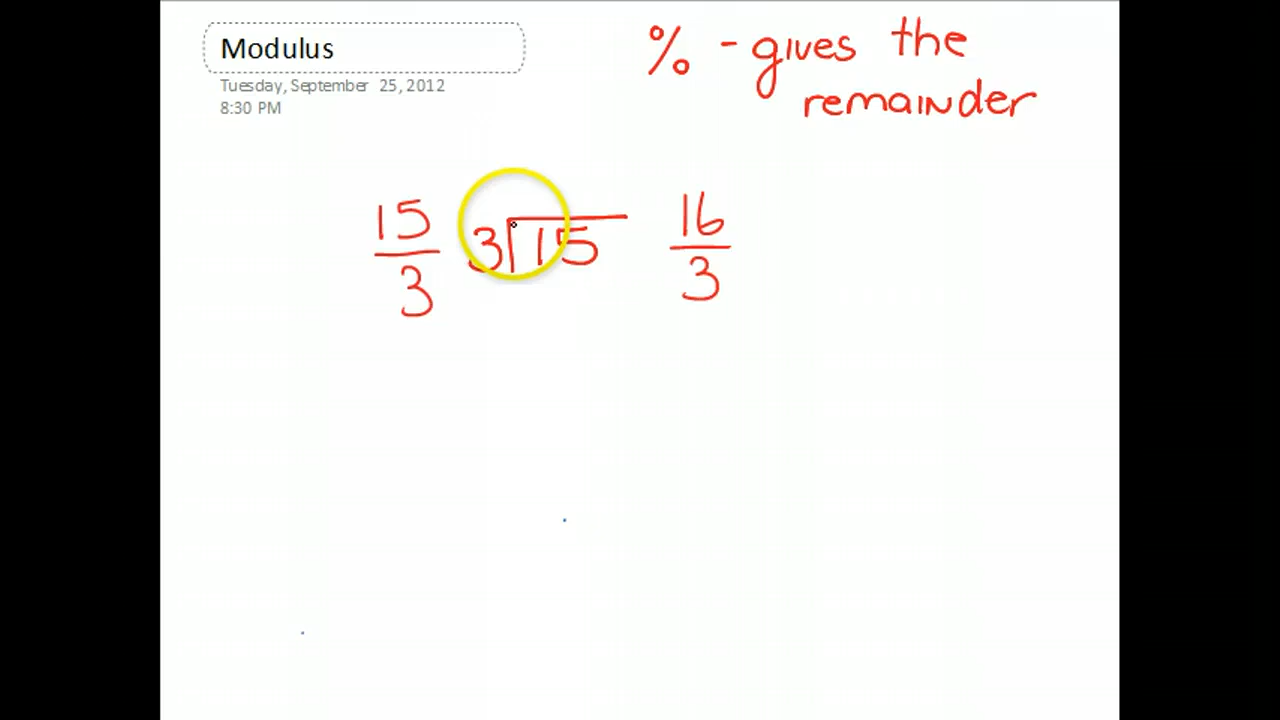 Modulus
Tuesday, September 25, 2012
8:30 PM
% - gives the
remainder
15
3
3 15
16
3